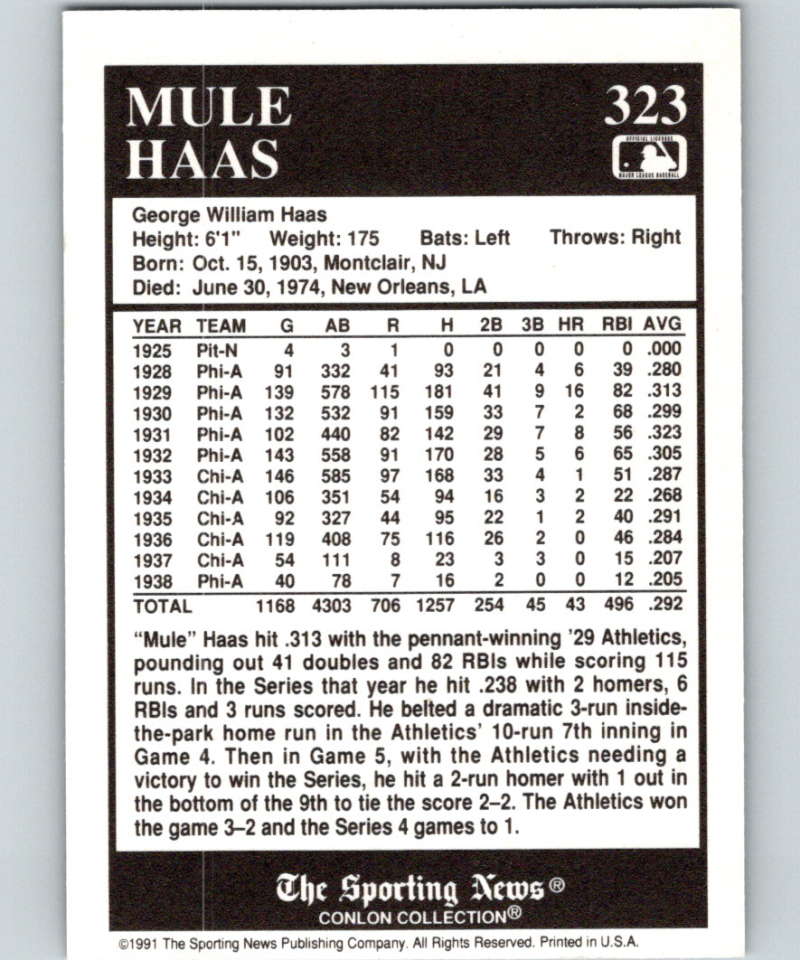 MULE 323
HAAS
OFFICIAL LICENSEE
MAJOR LEAGUE BASEBALL
George William Haas
Height: 6'1" Weight: 175 Bats: Left Throws: Right
Born: Oct. 15, 1903, Montclair, NJ
Died: June 30, 1974, New Orleans, LA
YEAR TEAM G AB R H 2B 3B HR RBI AVG
1925 Pit-N 4 3 1 0 0 0 0 0 .000
1928 Phi-A 91 332 41 93 21 4 6 39 .280
1929 Phi-A 139 578 115 181 41 9 16 82 .313
1930 Phi-A 132 532 91 159 33 7 2 68 .299
1931 Phi-A 102 440 82 142 29 7 8 56 .323
1932 Phi-A 143 558 91 170 28 5 6 65 .305
1933 Chi-A 146 585 97 168 33 4 1 51 .287
1934 Chi-A 106 351 54 94 16 3 2 22 .268
1935 Chi-A 92 327 44 95 22 1 2 40 .291
1936 Chi-A 119 408 75 116 26 2 0 46 .284
1937 Chi-A 54 111 8 23 3 3 0 15 .207
1938 Phi-A 40 78 7 16 2 0 0 12 .205
TOTAL 1168 4303 706 1257 254 45 43 496 .292
"Mule" Haas hit .313 with the pennant-winning '29 Athletics,
pounding out 41 doubles and 82 RBIs while scoring 115
runs. In the Series that year he hit .238 with 2 homers, 6
RBIs and 3 runs scored. He belted a dramatic 3-run inside-
the-park home run in the Athletics' 10-run 7th inning in
Game 4. Then in Game 5, with the Athletics needing a
victory to win the Series, he hit a 2-run homer with 1 out in
the bottom of the 9th to tie the score 2–2. The Athletics won
the game 3–2 and the Series 4 games to 1.
The Sporting News®
CONLON COLLECTION®
©1991 The Sporting News Publishing Company. All Rights Reserved. Printed in U.S.A.